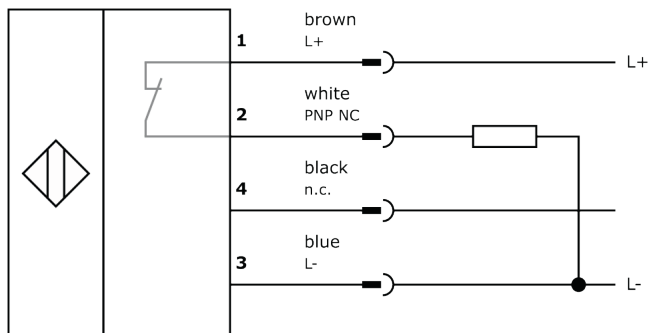 brown
1 L+ L+
white
2 PNP NC
black
4 n.c.
blue
3 L- L-